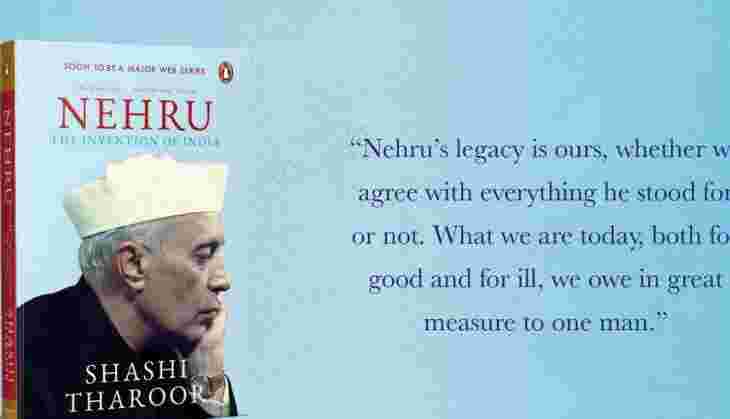 SOON TO BE A MAJOR WEB SERIES
NEHRU
THE INVENTION OF INDIA
SHASHI
THAROOR
NEHRU
“Nehru’s legacy is ours, whether w
agree with everything he stood for
or not. What we are today, both fo
good and for ill, we owe in great
measure to one man.”